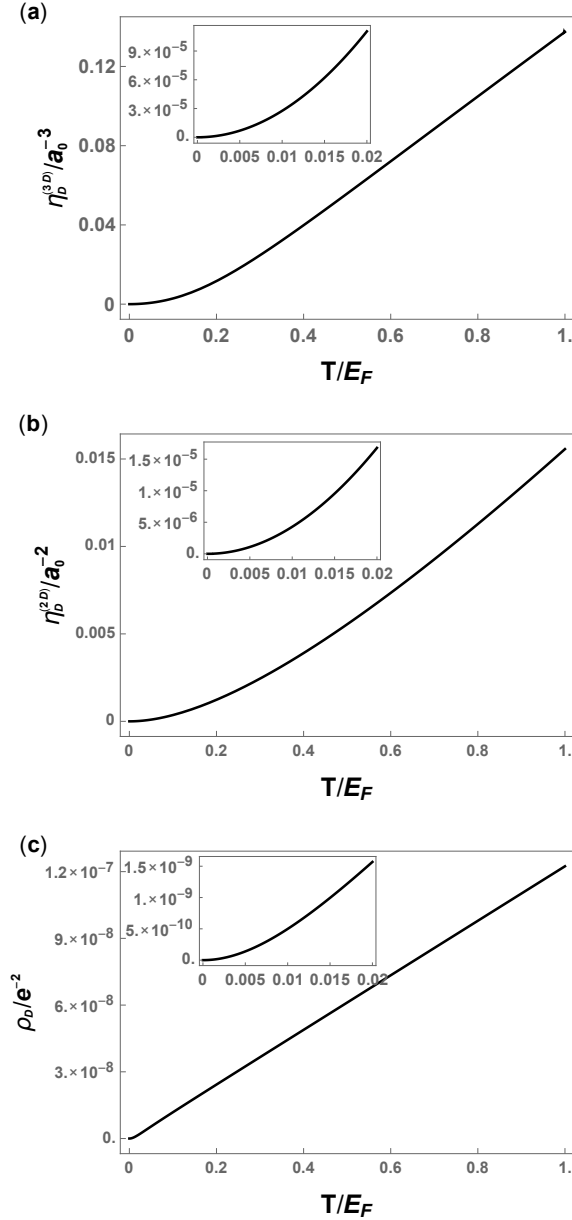 (a)
9.×10⁻⁵
6.×10⁻⁵
3.×10⁻⁵
0.
0 0.005 0.01 0.015 0.02
0.12
0.08
0.04
0
η_D^(3D)/a₀⁻³
0 0.2 0.4 0.6 0.8 1.
T/E_F
(b)
1.5×10⁻⁵
1.×10⁻⁵
5.×10⁻⁶
0.
0 0.005 0.01 0.015 0.02
0.015
0.01
0.005
0
η_D^(2D)/a₀⁻²
0 0.2 0.4 0.6 0.8 1.
T/E_F
(c)
1.5×10⁻⁹
1.×10⁻⁹
5.×10⁻¹⁰
0.
0 0.005 0.01 0.015 0.02
1.2×10⁻⁷
9.×10⁻⁸
6.×10⁻⁸
3.×10⁻⁸
0.
ρ_D/e⁻²
0 0.2 0.4 0.6 0.8 1.
T/E_F